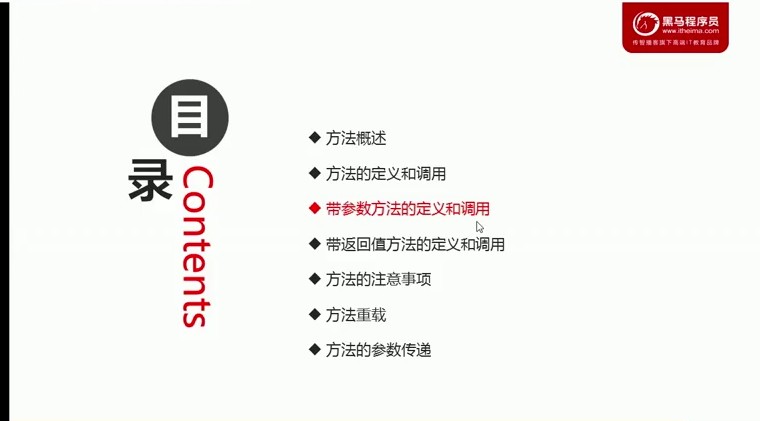 黑马程序员
www.itheima.com
传智播客旗下高端IT教育品牌
目录
Contents
方法概述
方法的定义和调用
带参数方法的定义和调用
带返回值方法的定义和调用
方法的注意事项
方法重载
方法的参数传递